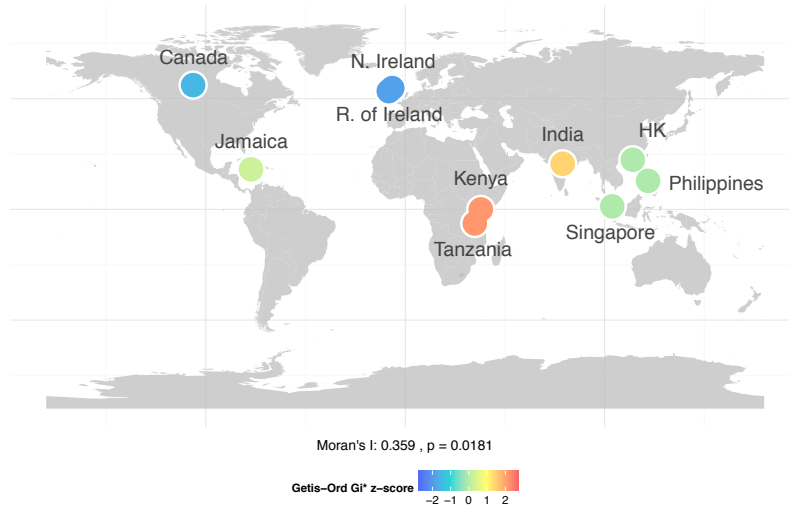 Canada
N. Ireland
R. of Ireland
Jamaica
India
HK
Kenya
Philippines
Tanzania
Singapore
Moran's I: 0.359 , p = 0.0181
Getis−Ord Gi* z−score
−2 −1 0 1 2